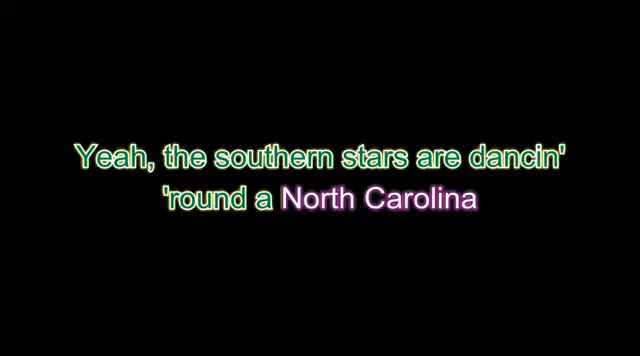 Yeah, the southern stars are dancin'
'round a North Carolina